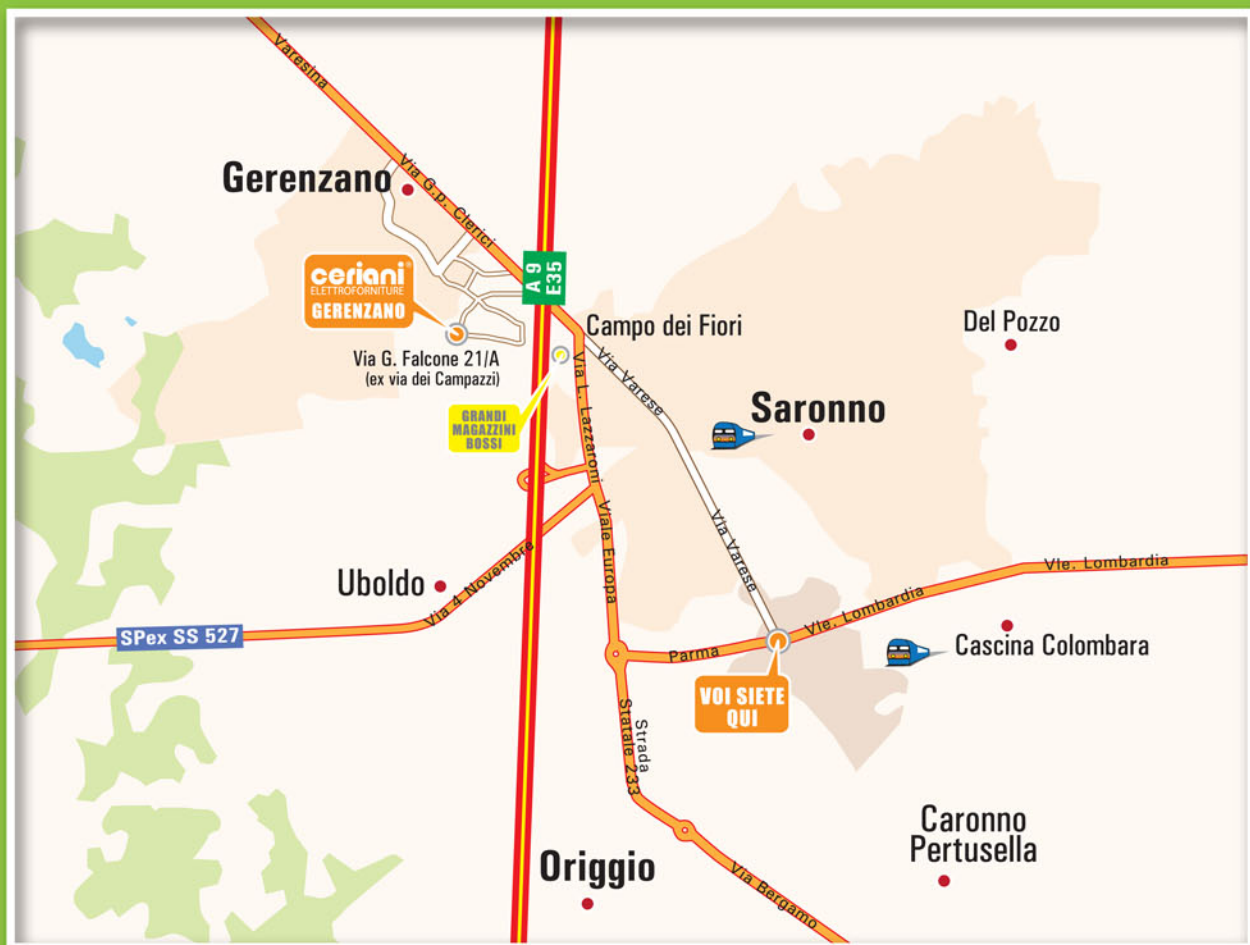 Varesina
Gerenzano
Via G.p. Clerici
ceriani®
ELETTROFORNITURE
GERENZANO
A 9
E35
Via G. Falcone 21/A
(ex via dei Campazzi)
Campo dei Fiori
Del Pozzo
GRANDI
MAGAZZINI
BOSSI
Via L. Lazzaroni
Via Varese
Saronno
Via Varese
Viale Europa
Uboldo
Via 4 Novembre
SPex SS 527
Vle. Lombardia
Vle. Lombardia
Parma
Cascina Colombara
VOI SIETE
QUI
Strada
Statale 233
Caronno
Pertusella
Origgio
Via Bergamo